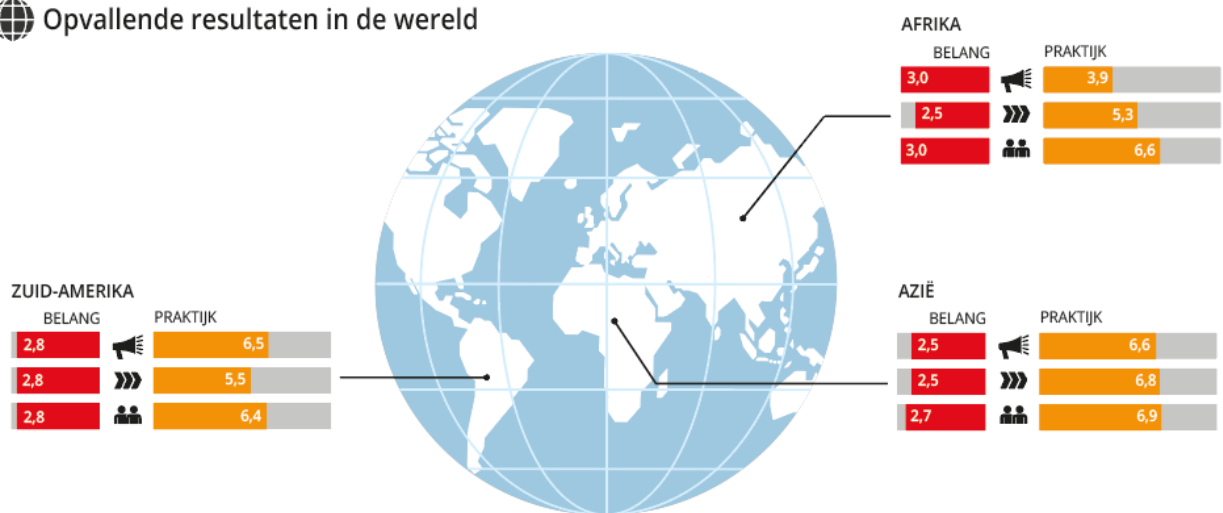 Opvallende resultaten in de wereld
AFRIKA
BELANG PRAKTIJK
3,0 3,9
2,5 5,3
3,0 6,6
ZUID-AMERIKA
BELANG PRAKTIJK
2,8 6,5
2,8 5,5
2,8 6,4
AZIË
BELANG PRAKTIJK
2,5 6,6
2,5 6,8
2,7 6,9